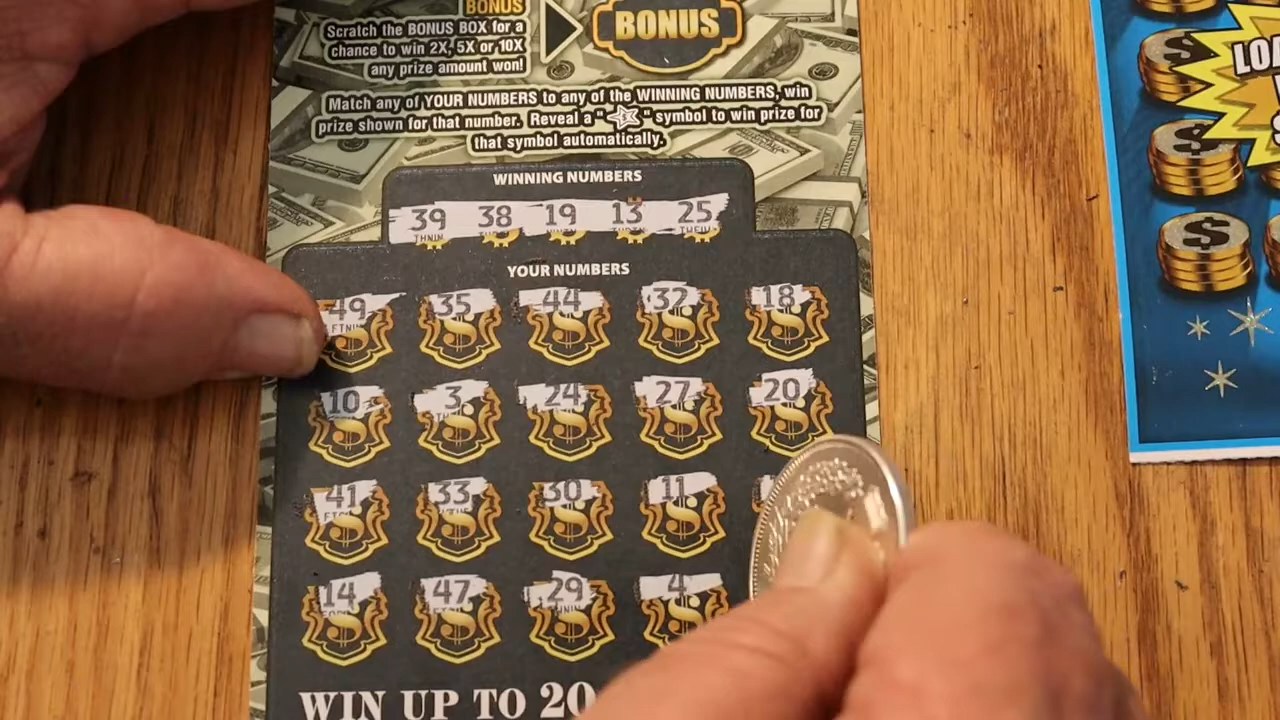 BONUS
Scratch the BONUS BOX for a
chance to win 2X, 5X or 10X
any prize amount won!
BONUS
Match any of YOUR NUMBERS to any of the WINNING NUMBERS, win
prize shown for that number. Reveal a " " symbol to win prize for
that symbol automatically.
WINNING NUMBERS
39 38 19 13 25
YOUR NUMBERS
49 35 44 32 18
10 3 24 27 20
41 33 30 11
14 47 29 4
WIN UP TO 20